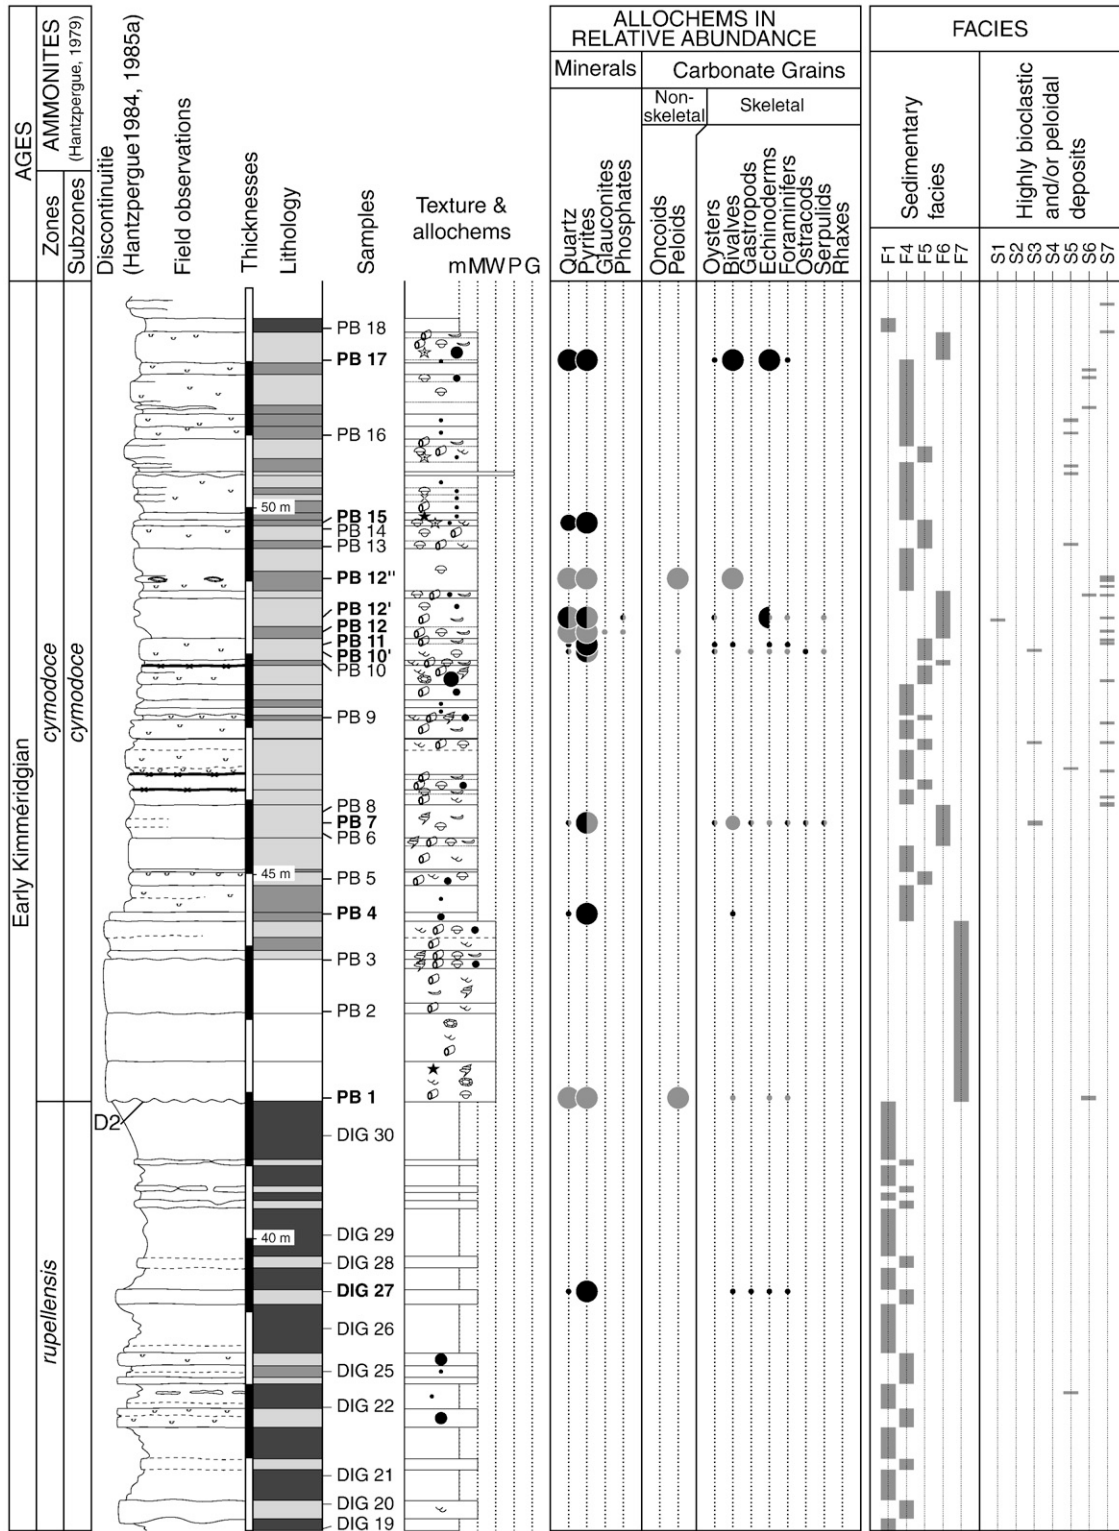 AGES
AMMONITES
(Hantzpergue, 1979)
Zones
Subzones
Discontinuitie
(Hantzpergue1984, 1985a)
Field observations
Thicknesses
Lithology
Samples
Texture &
allochems
mMWPG
ALLOCHEMS IN
RELATIVE ABUNDANCE
Minerals
Carbonate Grains
Non-
skeletal
Skeletal
Quartz
Pyrites
Glauconites
Phosphates
Oncoids
Peloids
Oysters
Bivalves
Gastropods
Echinoderms
Foraminifers
Ostracods
Serpulids
Rhaxes
FACIES
Sedimentary
facies
Highly bioclastic
and/or peloidal
deposits
F1
F4
F5
F6
F7
S1
S2
S3
S4
S5
S6
S7
Early Kimméridgian
cymodoce
cymodoce
rupellensis
D2
50 m
45 m
40 m
PB 18
PB 17
PB 16
PB 15
PB 14
PB 13
PB 12"
PB 12'
PB 12
PB 11
PB 10'
PB 10
PB 9
PB 8
PB 7
PB 6
PB 5
PB 4
PB 3
PB 2
PB 1
DIG 30
DIG 29
DIG 28
DIG 27
DIG 26
DIG 25
DIG 22
DIG 21
DIG 20
DIG 19